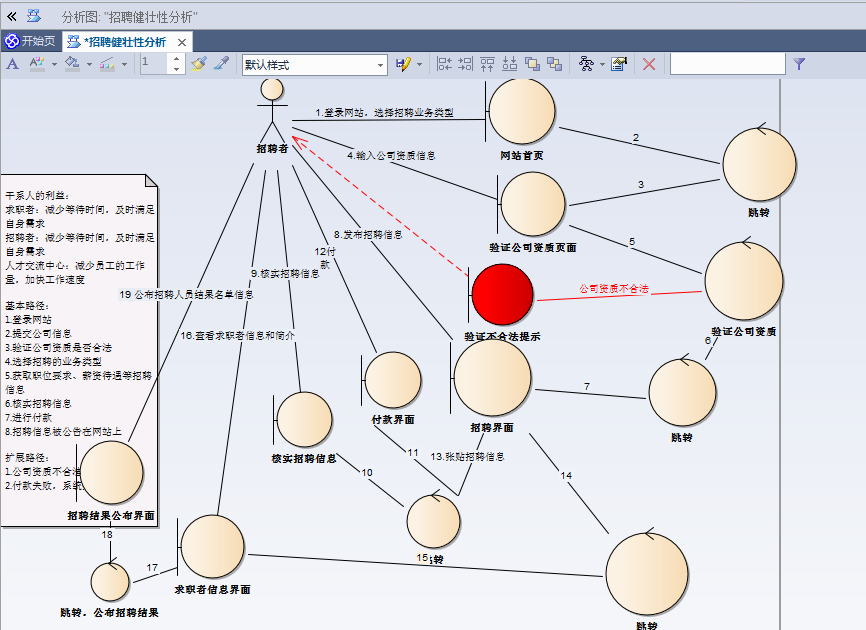 分析图: "招聘健壮性分析"
开始页
*招聘健壮性分析
1
默认样式
1.登录网站，选择招聘业务类型
2
招聘者
4.输入公司资质信息
网站首页
3
跳转
干系人的利益：
求职者：减少等待时间，及时满足
自身需求
招聘者：减少等待时间，及时满足
自身需求
人才交流中心：减少员工的工作
量，加快工作速度
8.发布招聘信息
验证公司资质页面
5
12付
款
9.核实招聘信息
公司资质不合法
19.公布招聘人员结果名单信息
基本路径：
1.登录网站
2.提交公司信息
3.验证公司信息是否合法
4.选择招聘的业务类型
5.获取职位要求、薪资待遇等招聘
信息
6.核实招聘信息
7.进行付款
8.招聘信息被公告在网站上
16.查看求职者信息和简介
验证不合法提示
验证公司资质
6
7
付款界面
招聘界面
跳转
扩展路径：
1.公司资质不合法
2.付款失败，系统
核实招聘信息
11
13.张贴招聘信息
10
14
招聘结果公布界面
18
15
转
17
求职者信息界面
跳转，公布招聘结果
跳转